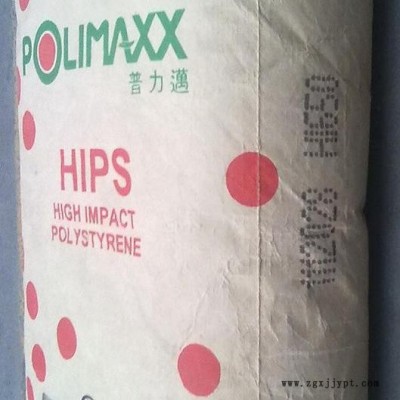 POLIMAXX
普力邁
HIPS
HIGH IMPACT
POLYSTYRENE
HI650
www.zgxjjypt.com